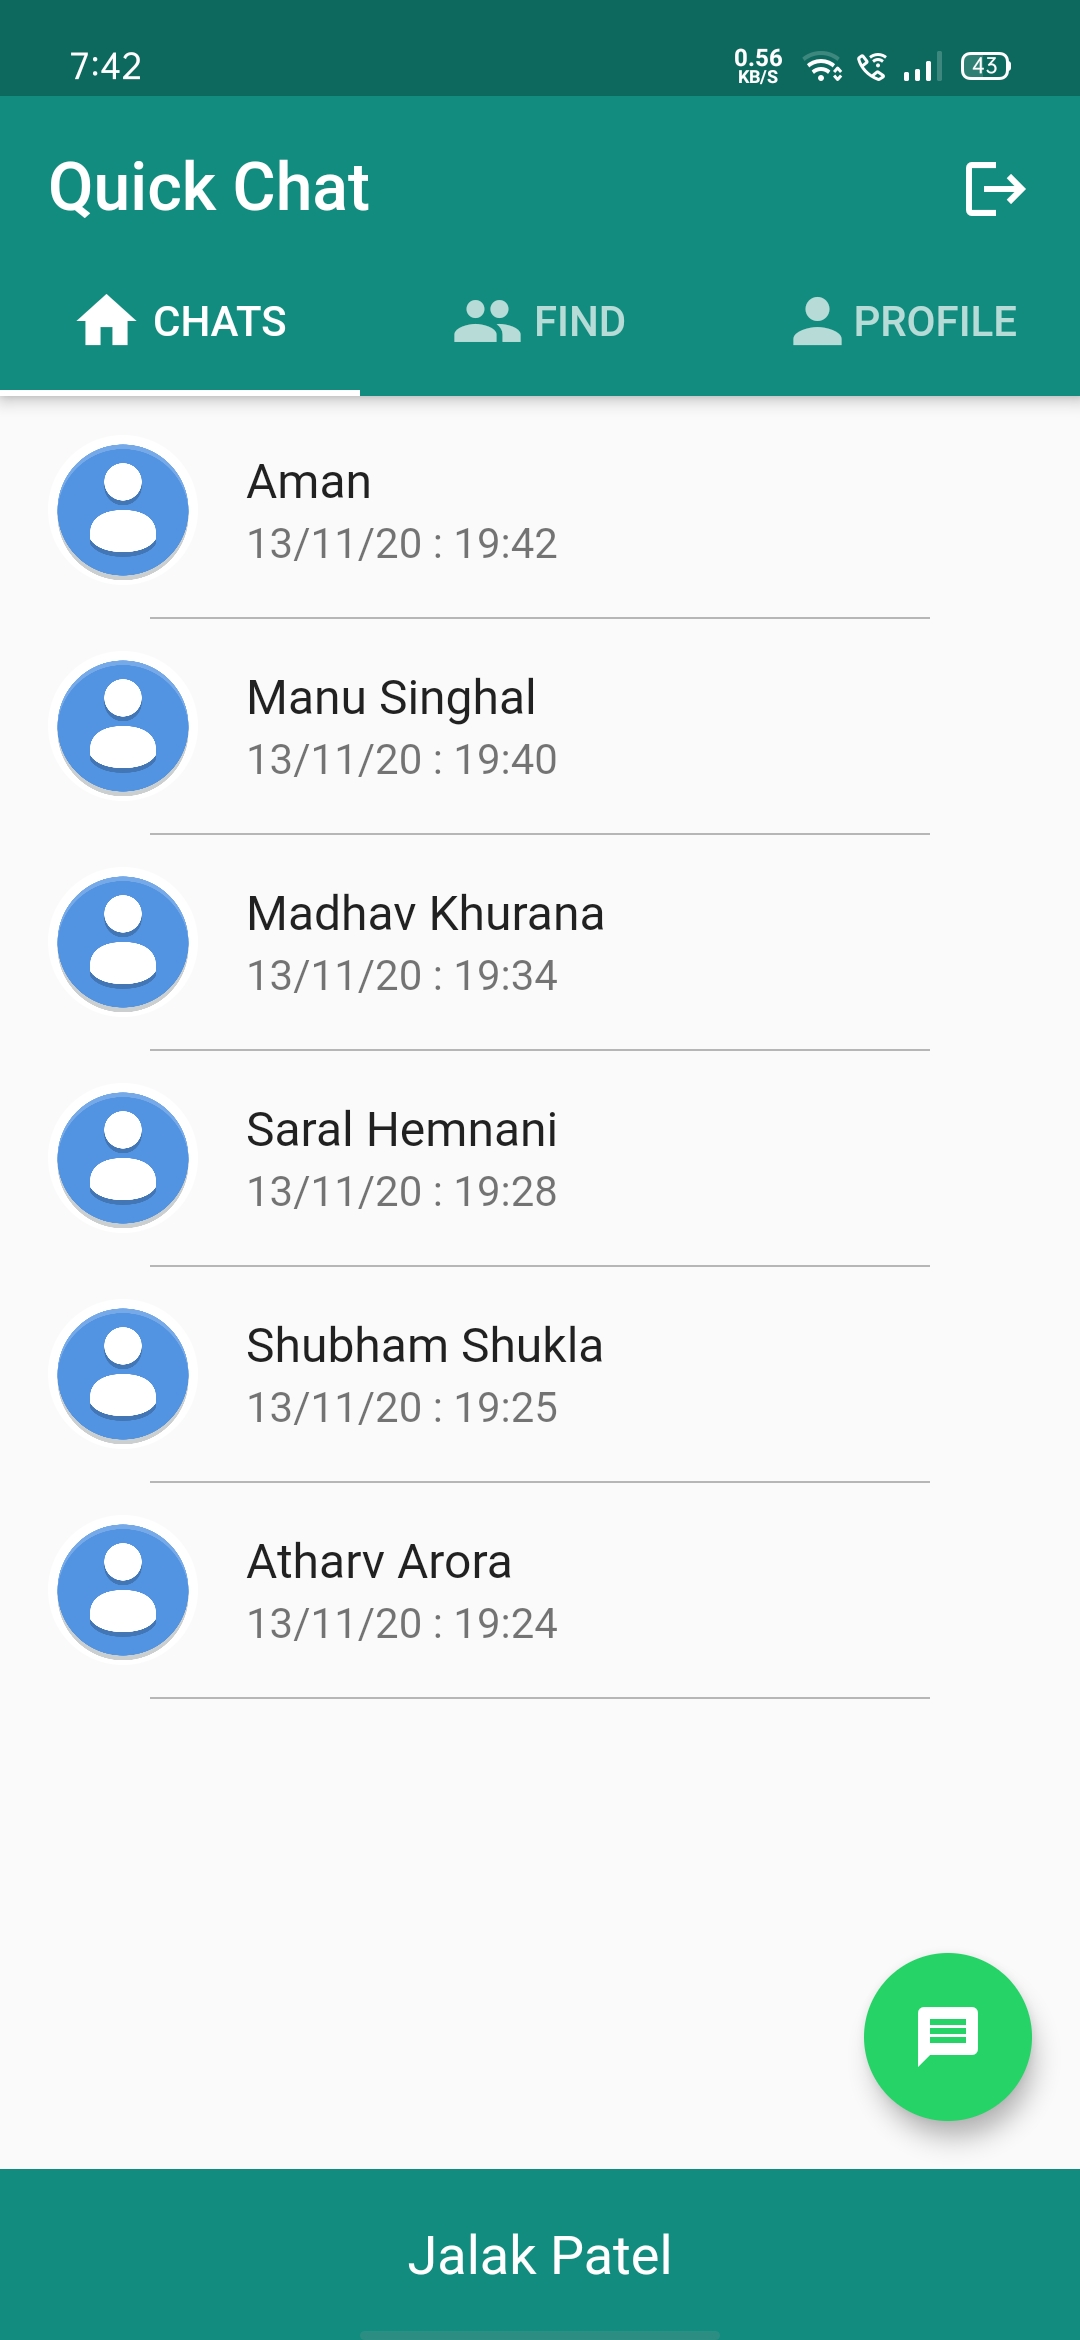 7:42
0.56
KB/S
43
Quick Chat
CHATS
FIND
PROFILE
Aman
13/11/20 : 19:42
Manu Singhal
13/11/20 : 19:40
Madhav Khurana
13/11/20 : 19:34
Saral Hemnani
13/11/20 : 19:28
Shubham Shukla
13/11/20 : 19:25
Atharv Arora
13/11/20 : 19:24
Jalak Patel